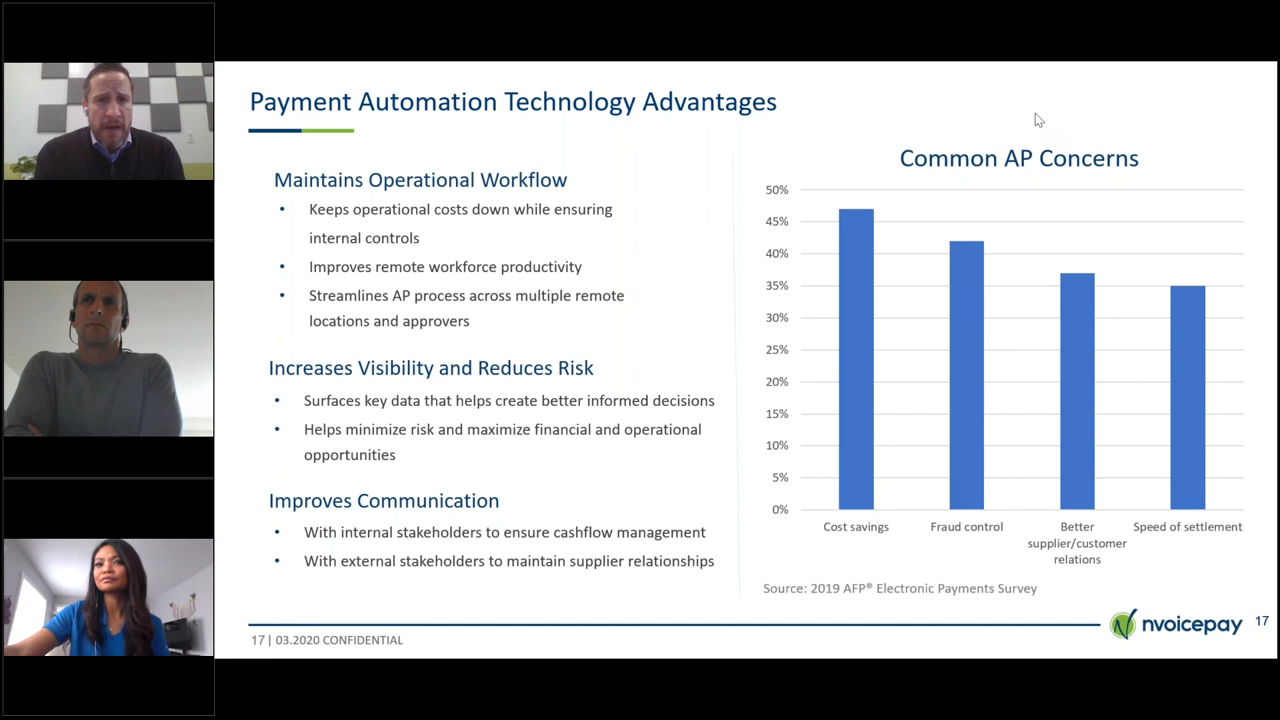 Payment Automation Technology Advantages
Maintains Operational Workflow
• Keeps operational costs down while ensuring
internal controls
• Improves remote workforce productivity
• Streamlines AP process across multiple remote
locations and approvers
Increases Visibility and Reduces Risk
• Surfaces key data that helps create better informed decisions
• Helps minimize risk and maximize financial and operational
opportunities
Improves Communication
• With internal stakeholders to ensure cashflow management
• With external stakeholders to maintain supplier relationships
Common AP Concerns
50%
45%
40%
35%
30%
25%
20%
15%
10%
5%
0%
Cost savings
Fraud control
Better
supplier/customer
relations
Speed of settlement
Source: 2019 AFP® Electronic Payments Survey
17 | 03.2020 CONFIDENTIAL
nvoicepay
17